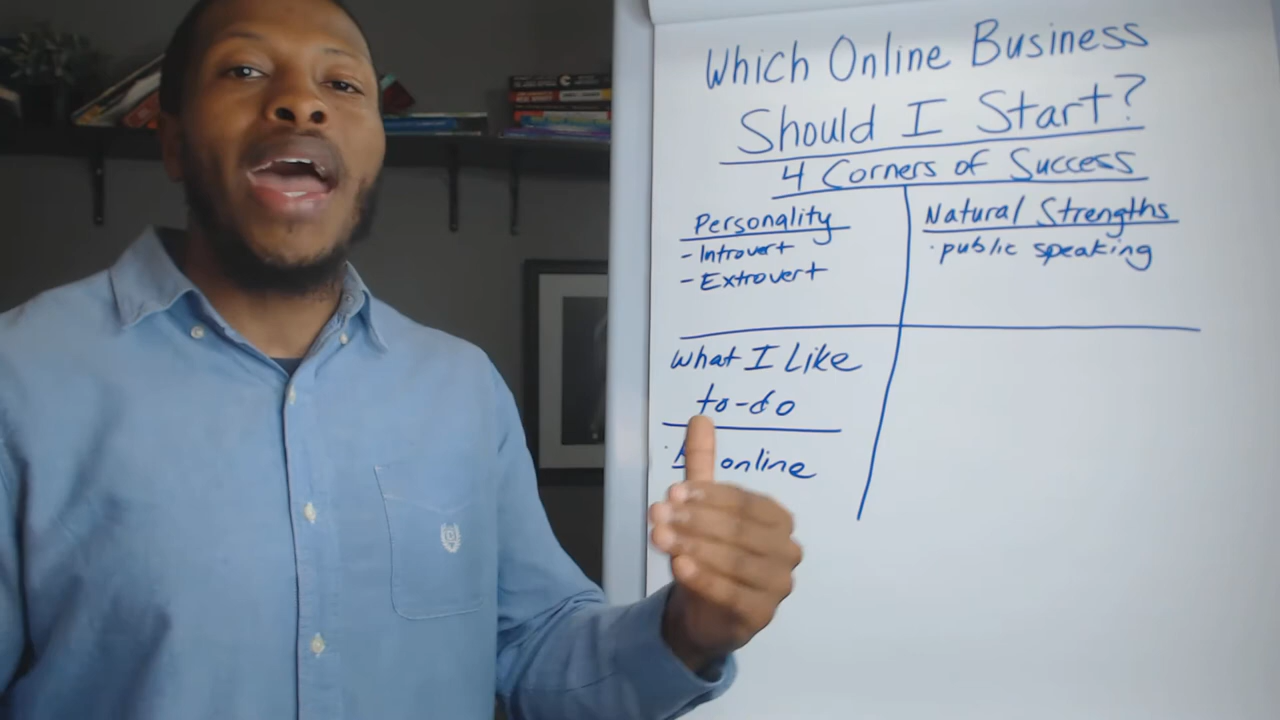 Which Online Business
Should I Start?
4 Corners of Success
Personality
- Introvert
- Extrovert
Natural Strengths
· public speaking
What I Like
to-do
online